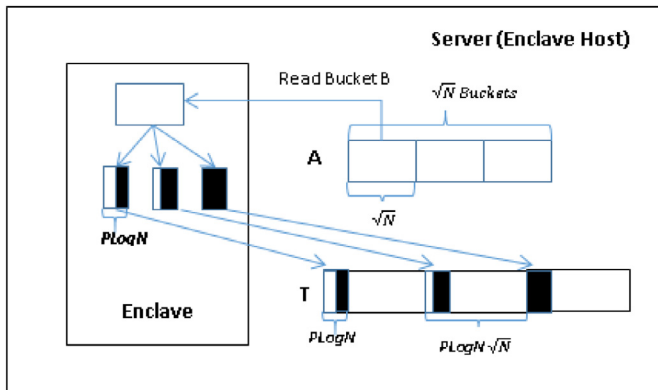 Server (Enclave Host)
Read Bucket B
√N Buckets
A
√N
PLogN
T
Enclave
PLogN
PLogN √N